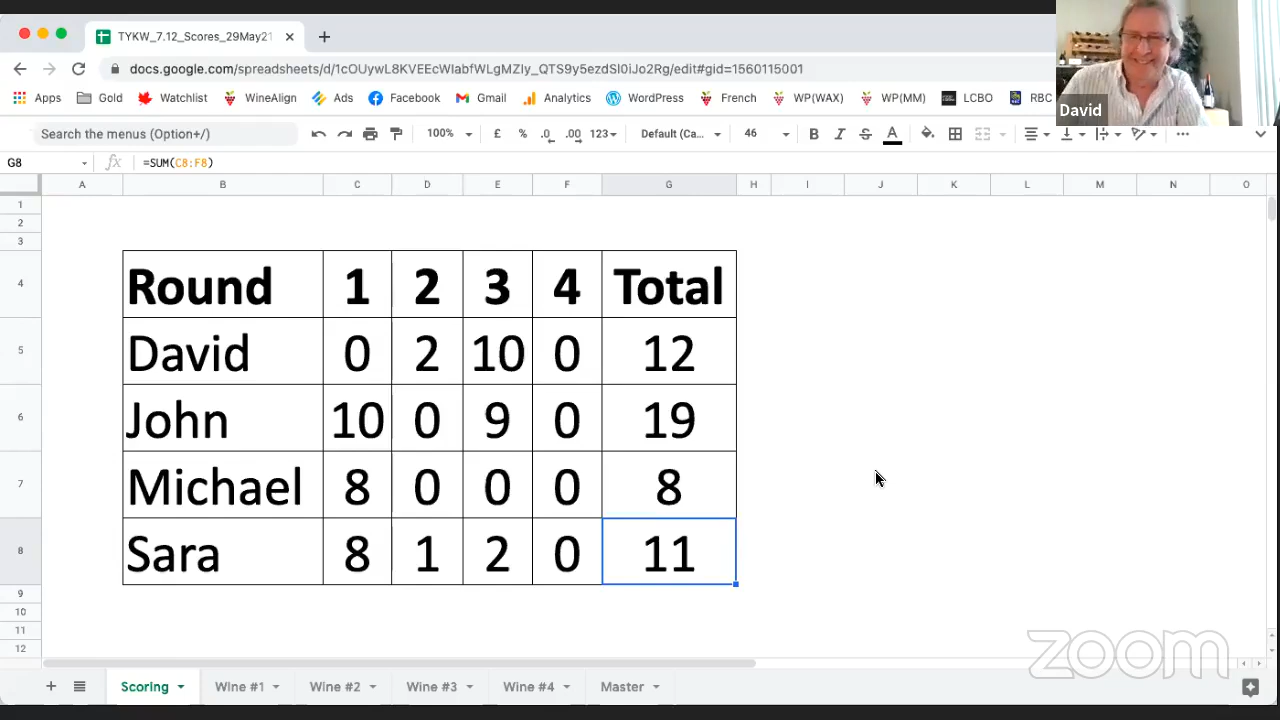 TYKW_7.12_Scores_29May21
docs.google.com/spreadsheets/d/
/edit#gid=1560115001
Apps Gold Watchlist WineAlign Ads Facebook Gmail Analytics WordPress French WP(WAX) WP(MM) LCBO RBC
David
Search the menus (Option+/) 100% £ % .0 .00 123 Default (Ca... 46 B I S A
G8 fx =SUM(C8:F8)
A B C D E F G H I J K L M N O
1
2
3
4 Round 1 2 3 4 Total
5 David 0 2 10 0 12
6 John 10 0 9 0 19
7 Michael 8 0 0 0 8
8 Sara 8 1 2 0 11
9
10
11
12
zoom
Scoring Wine #1 Wine #2 Wine #3 Wine #4 Master